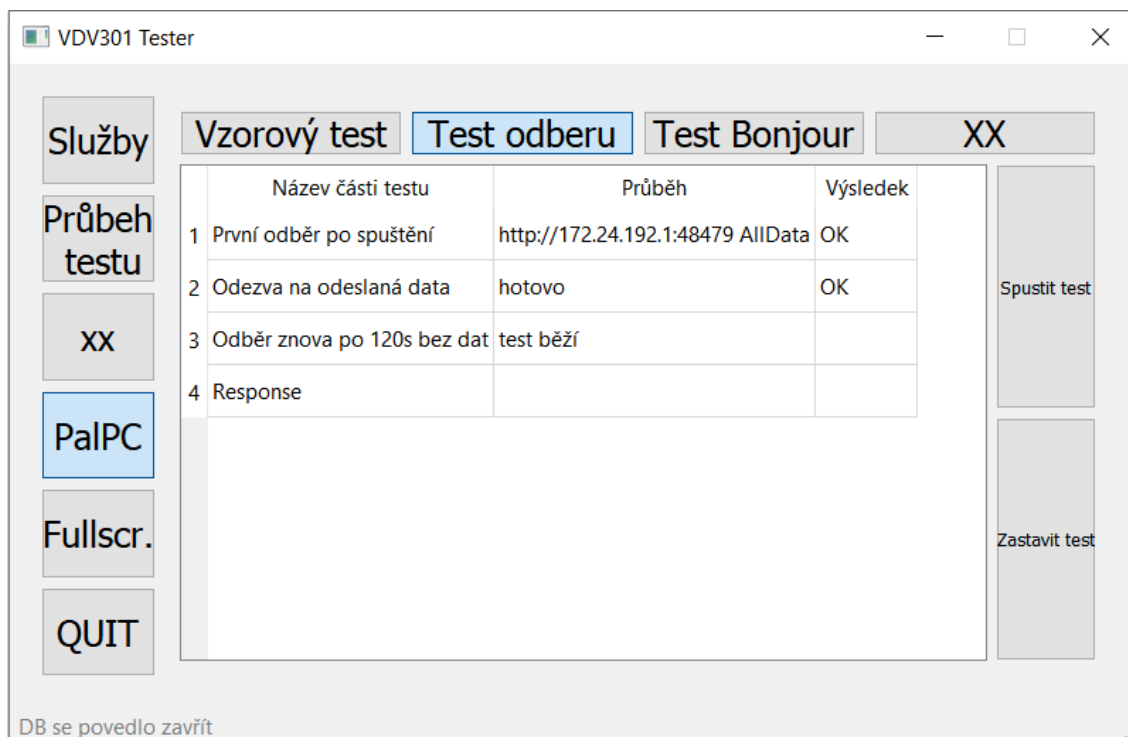 VDV301 Tester
Služby
Průbeh
testu
xx
PalPC
Fullscr.
QUIT
Vzorový test
Test odberu
Test Bonjour
XX
Název části testu Průběh Výsledek
1 První odběr po spuštění http://172.24.192.1:48479 AllData OK
2 Odezva na odeslaná data hotovo OK
3 Odběr znova po 120s bez dat test běží
4 Response
Spustit test
Zastavit test
DB se povedlo zavřít